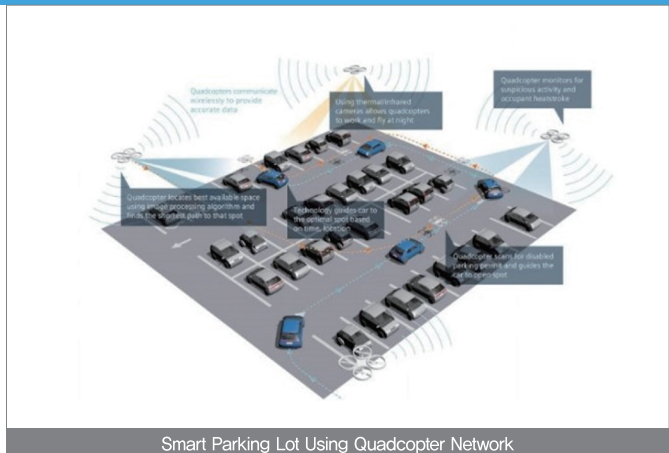 Quadcopters communicate
wirelessly to provide
accurate data
Using thermal/infrared
cameras allows quadcopters
to work and fly at night
Quadcopter monitors for
suspicious activity and
occupant heatstroke
Quadcopter locates best available space
using image processing algorithm and
finds the shortest path to that spot
Technology guides car to
the optimal spot based
on time, location
Quadcopter scans for disabled
parking permit and guides the
car to open spot
Smart Parking Lot Using Quadcopter Network